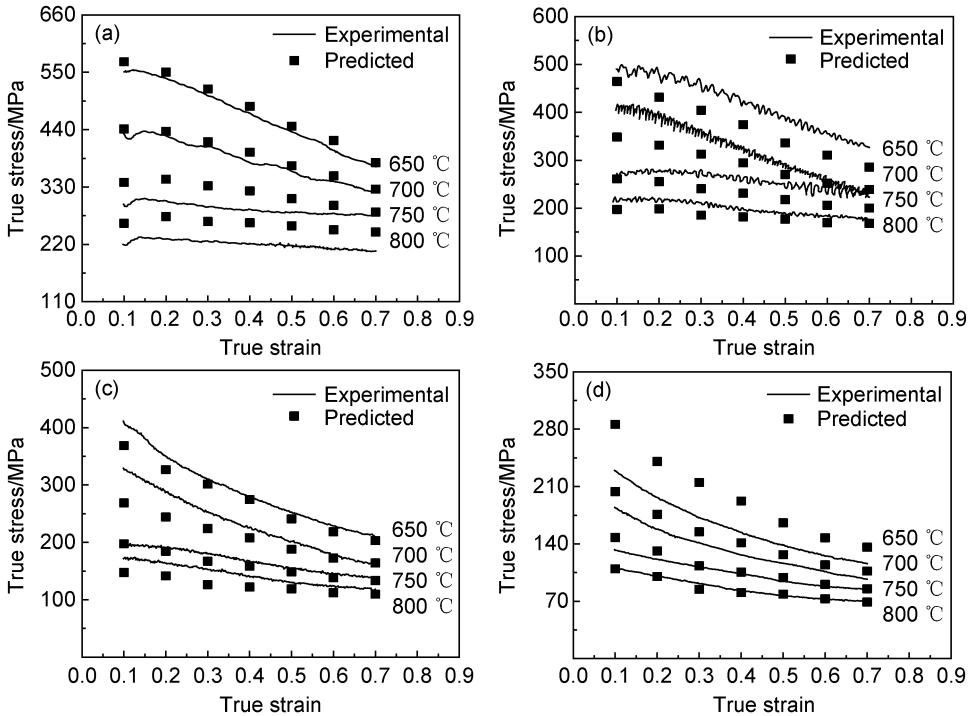 (a)
Experimental
Predicted
True stress/MPa
660
550
440
330
220
110
650 ℃
700 ℃
750 ℃
800 ℃
0.0 0.1 0.2 0.3 0.4 0.5 0.6 0.7 0.8 0.9
True strain
(b)
Experimental
Predicted
True stress/MPa
600
500
400
300
200
100
650 ℃
700 ℃
750 ℃
800 ℃
0.0 0.1 0.2 0.3 0.4 0.5 0.6 0.7 0.8 0.9
True strain
(c)
Experimental
Predicted
True stress/MPa
500
400
300
200
100
650 ℃
700 ℃
750 ℃
800 ℃
0.0 0.1 0.2 0.3 0.4 0.5 0.6 0.7 0.8 0.9
True strain
(d)
Experimental
Predicted
True stress/MPa
350
280
210
140
70
650 ℃
700 ℃
750 ℃
800 ℃
0.0 0.1 0.2 0.3 0.4 0.5 0.6 0.7 0.8 0.9
True strain